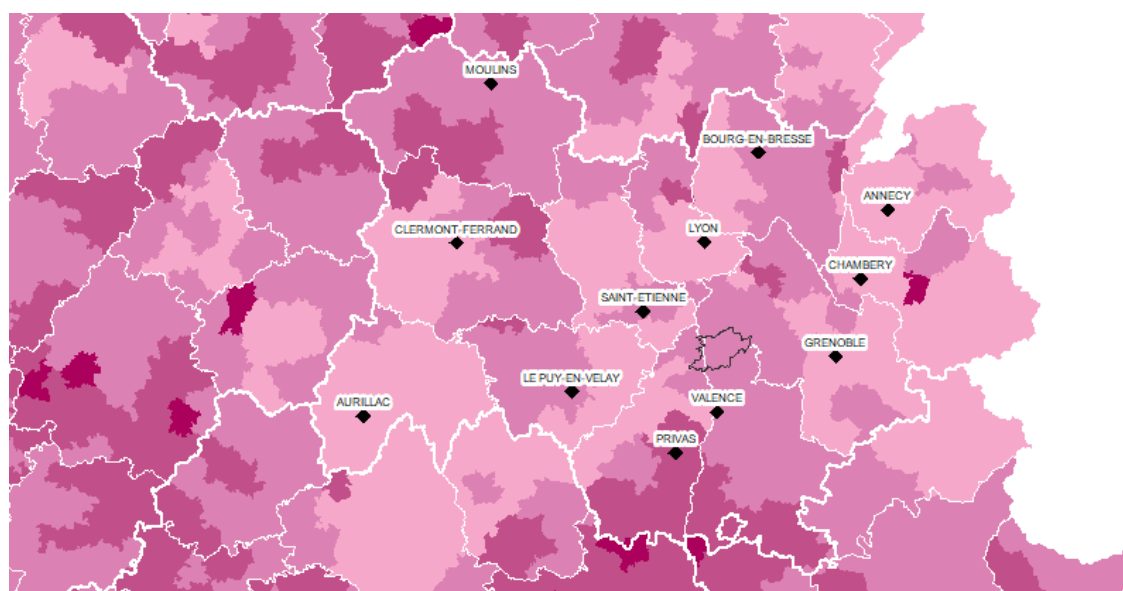 MOULINS
BOURG-EN-BRESSE
ANNECY
CLERMONT-FERRAND
LYON
CHAMBERY
SAINT-ETIENNE
GRENOBLE
LE PUY-EN-VELAY
AURILLAC
VALENCE
PRIVAS